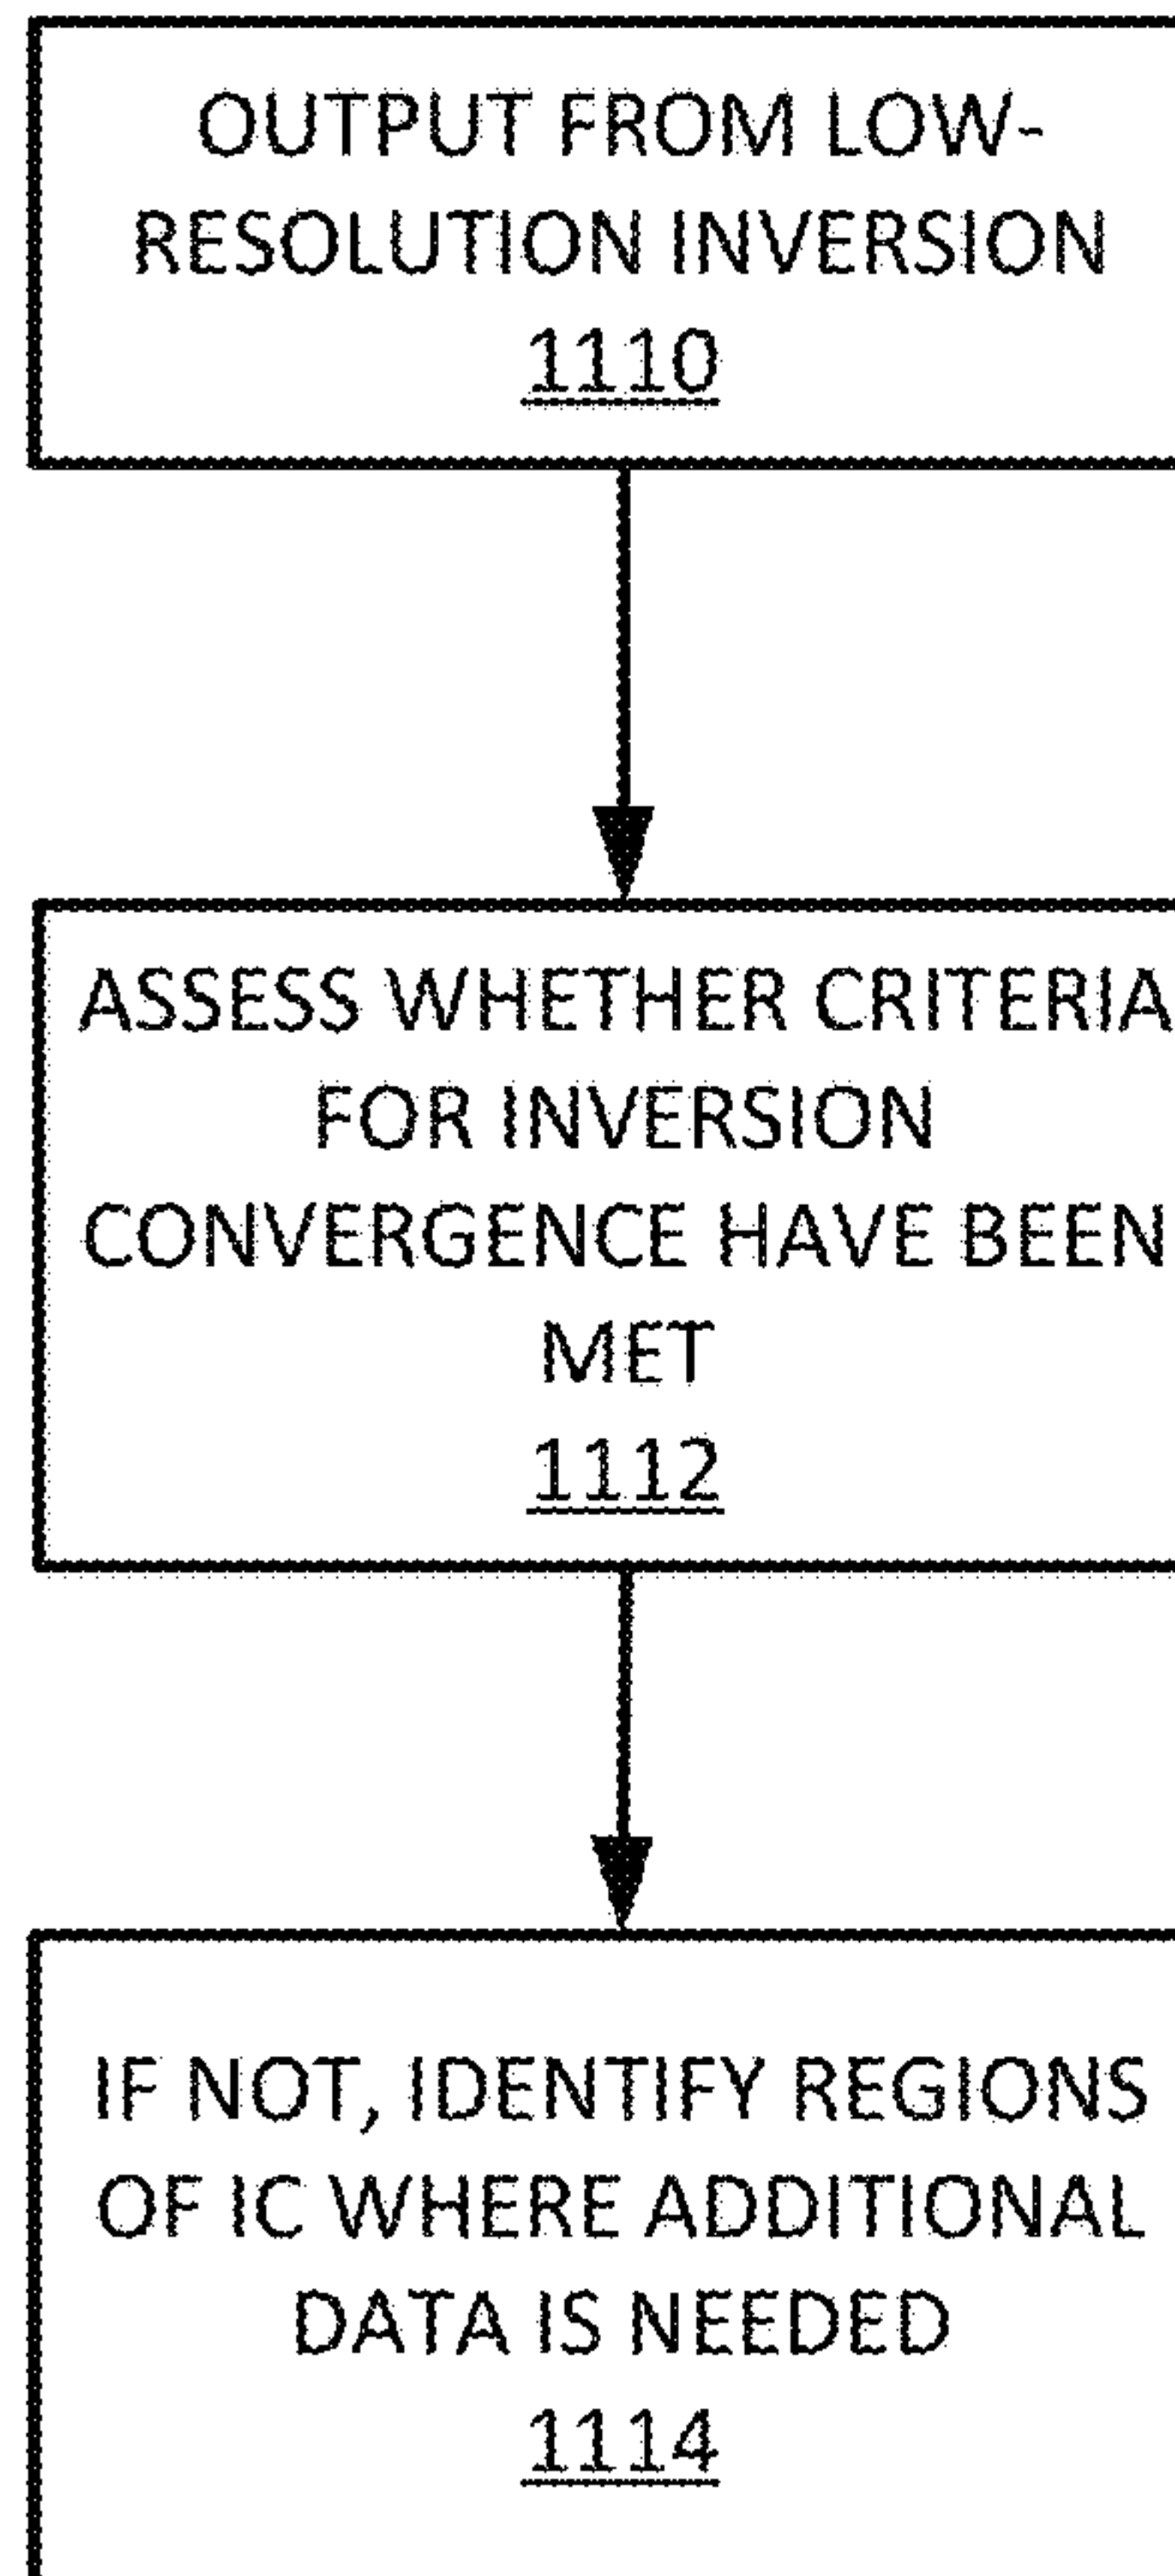 OUTPUT FROM LOW-
RESOLUTION INVERSION
1110
ASSESS WHETHER CRITERIA
FOR INVERSION
CONVERGENCE HAVE BEEN
MET
1112
IF NOT, IDENTIFY REGIONS
OF IC WHERE ADDITIONAL
DATA IS NEEDED
1114